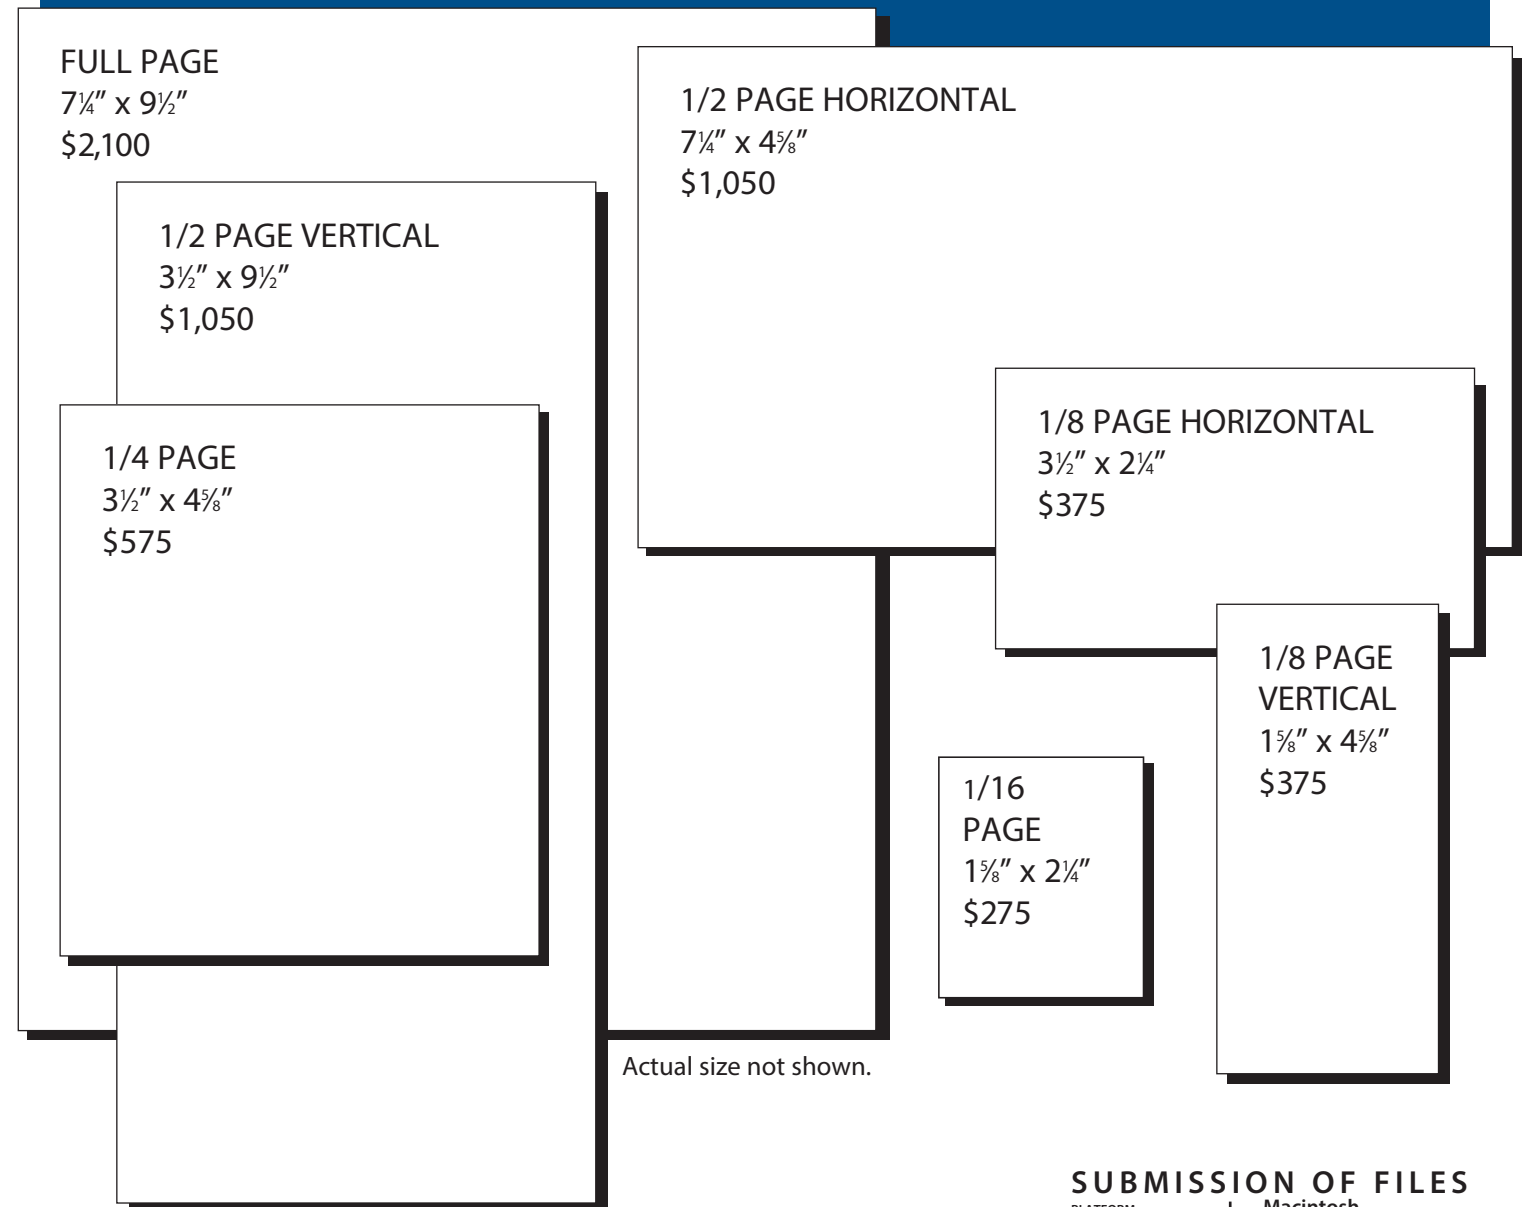 FULL PAGE
7¼” x 9½”
$2,100
1/2 PAGE HORIZONTAL
7¼” x 4⅝”
$1,050
1/2 PAGE VERTICAL
3½” x 9½”
$1,050
1/4 PAGE
3½” x 4⅝”
$575
1/8 PAGE HORIZONTAL
3½” x 2¼”
$375
1/8 PAGE
VERTICAL
1⅝” x 4⅝”
$375
1/16
PAGE
1⅝” x 2¼”
$275
Actual size not shown.
SUBMISSION OF FILES
PLATFORM Macintosh